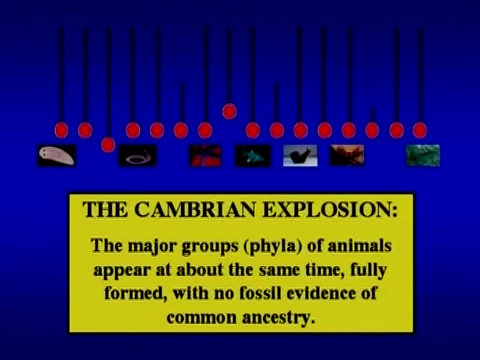 THE CAMBRIAN EXPLOSION:
The major groups (phyla) of animals
appear at about the same time, fully
formed, with no fossil evidence of
common ancestry.